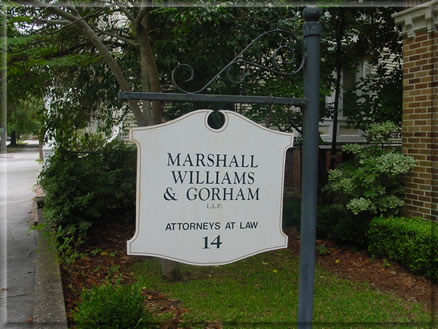 MARSHALL
WILLIAMS
& GORHAM
L.L.P.
ATTORNEYS AT LAW
14